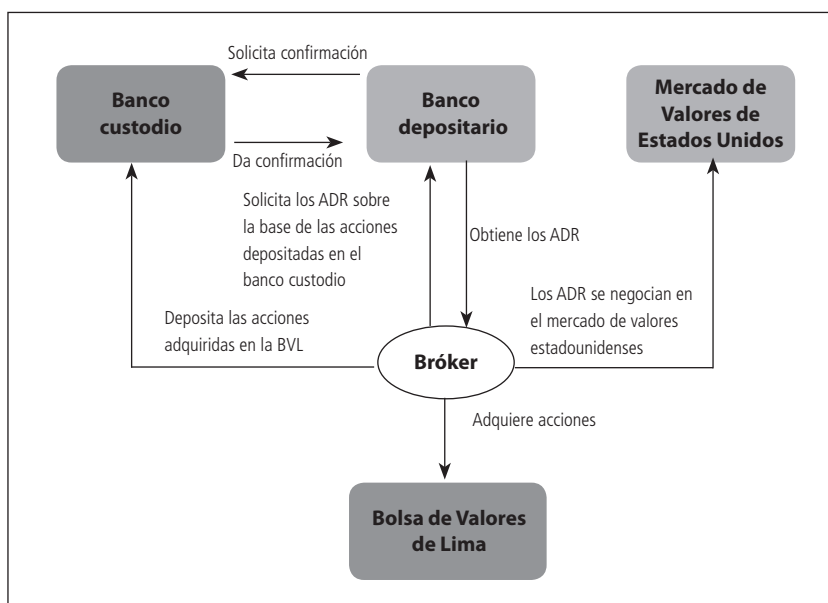 Solicita confirmación
Banco
custodio
Banco
depositario
Mercado de
Valores de
Estados Unidos
Da confirmación
Solicita los ADR sobre
la base de las acciones
depositadas en el
banco custodio
Obtiene los ADR
Deposita las acciones
adquiridas en la BVL
Los ADR se negocian en
el mercado de valores
estadounidenses
Bróker
Adquiere acciones
Bolsa de Valores
de Lima